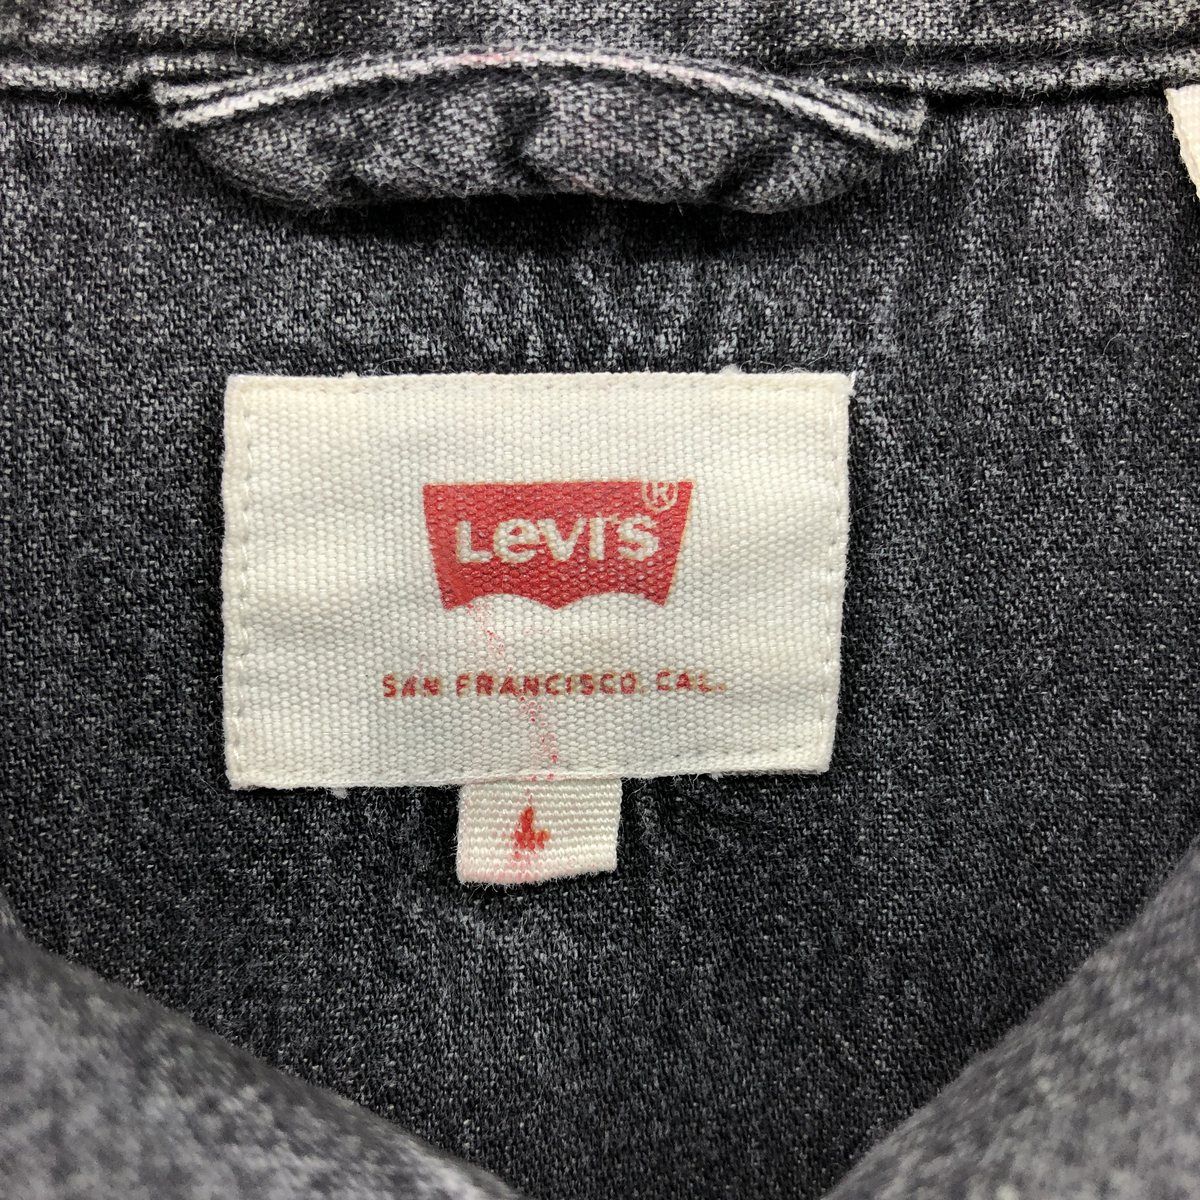 Levi's®
SAN FRANCISCO, CAL.